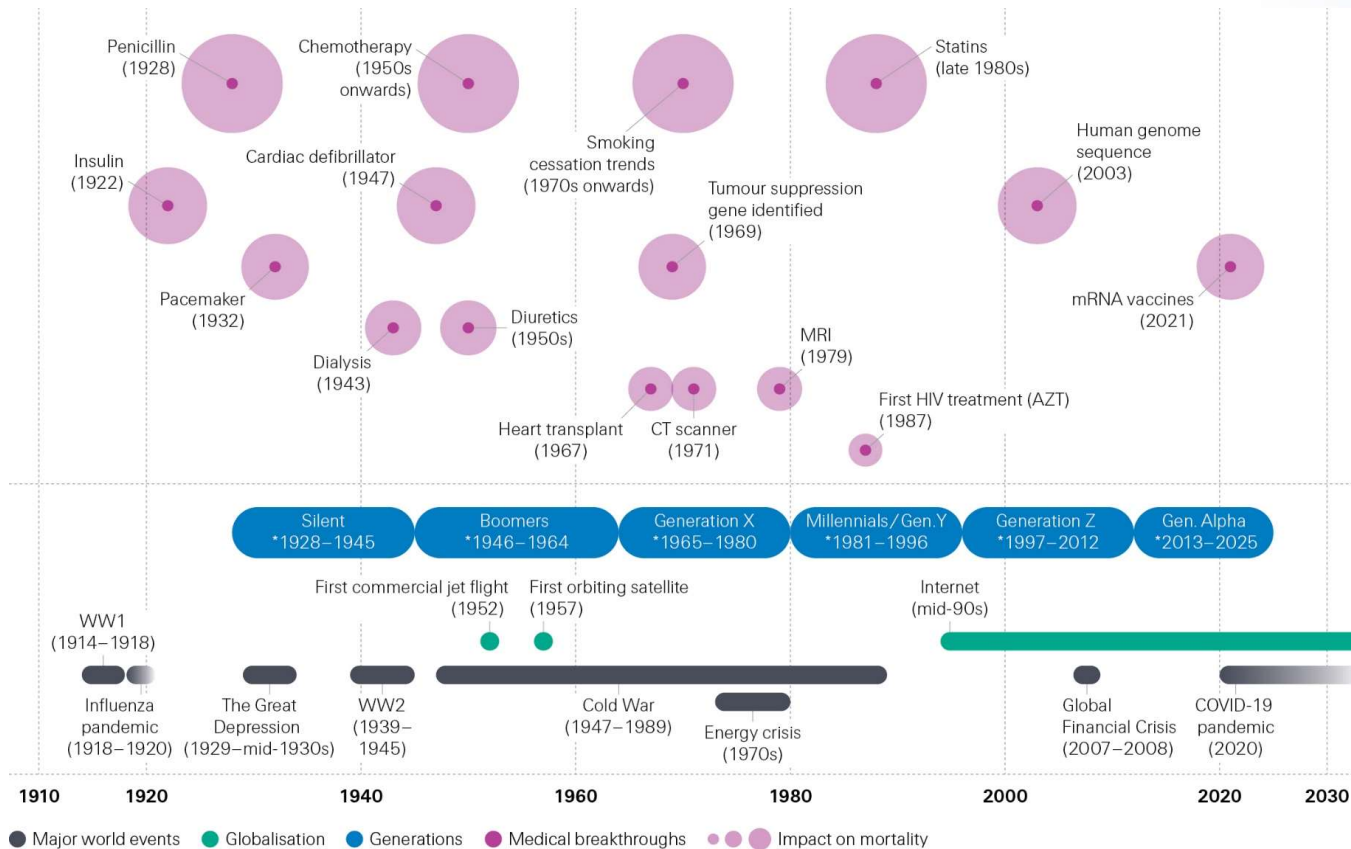 Penicillin
(1928)
Chemotherapy
(1950s
onwards)
Statins
(late 1980s)
Smoking
cessation trends
(1970s onwards)
Human genome
sequence
(2003)
Insulin
(1922)
Cardiac defibrillator
(1947)
Tumour suppression
gene identified
(1969)
Pacemaker
(1932)
mRNA vaccines
(2021)
Dialysis
(1943)
Diuretics
(1950s)
MRI
(1979)
Heart transplant
(1967)
CT scanner
(1971)
First HIV treatment (AZT)
(1987)
Silent
*1928–1945
Boomers
*1946–1964
Generation X
*1965–1980
Millennials/Gen.Y
*1981–1996
Generation Z
*1997–2012
Gen. Alpha
*2013–2025
First commercial jet flight
(1952)
First orbiting satellite
(1957)
Internet
(mid-90s)
WW1
(1914–1918)
Influenza
pandemic
(1918–1920)
The Great
Depression
(1929–mid-1930s)
WW2
(1939–
1945)
Cold War
(1947–1989)
Energy crisis
(1970s)
Global
Financial Crisis
(2007–2008)
COVID-19
pandemic
(2020)
1910 1920 1940 1960 1980 2000 2020 2030
Major world events Globalisation Generations Medical breakthroughs Impact on mortality